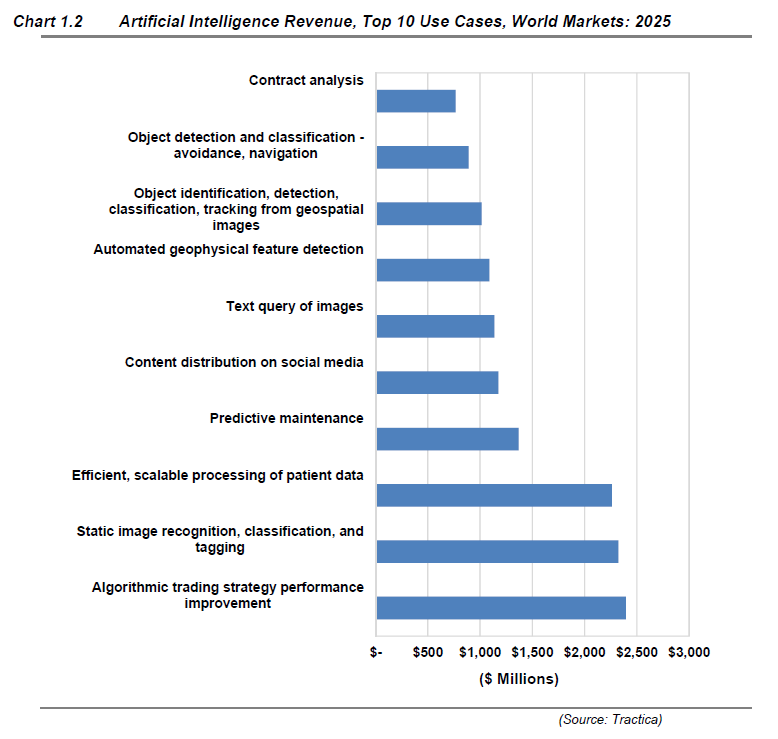 Chart 1.2 Artificial Intelligence Revenue, Top 10 Use Cases, World Markets: 2025
Contract analysis
Object detection and classification -
avoidance, navigation
Object identification, detection,
classification, tracking from geospatial
images
Automated geophysical feature detection
Text query of images
Content distribution on social media
Predictive maintenance
Efficient, scalable processing of patient data
Static image recognition, classification, and
tagging
Algorithmic trading strategy performance
improvement
$- $500 $1,000 $1,500 $2,000 $2,500 $3,000
($ Millions)
(Source: Tractica)